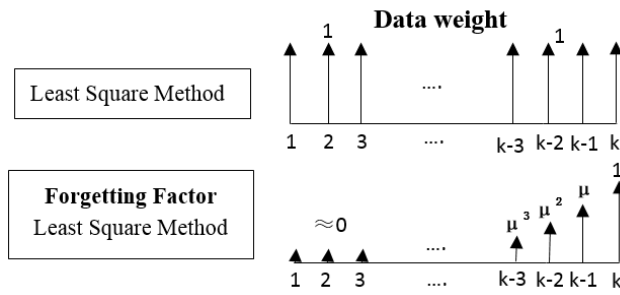 Data weight
1 1
Least Square Method
....
1 2 3 .... k-3 k-2 k-1 k
Forgetting Factor
Least Square Method
1
μ
μ³ μ²
≈0
....
1 2 3 .... k-3 k-2 k-1 k